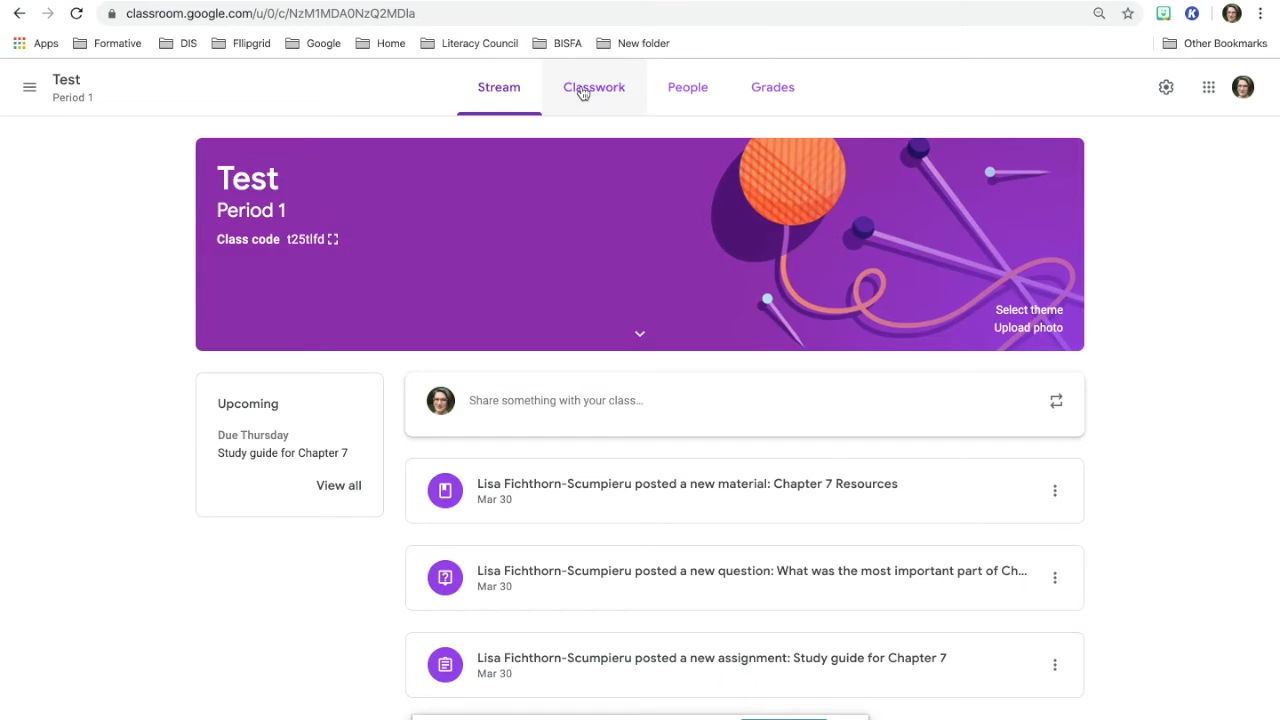 classroom.google.com/u/0/c/NzM1MDA0NzQ2MDIa
Apps Formative DIS Flipgrid Google Home Literacy Council BISFA New folder Other Bookmarks
Test
Period 1
Stream Classwork People Grades
Test
Period 1
Class code t25tlfd
Select theme
Upload photo
Upcoming
Due Thursday
Study guide for Chapter 7
View all
Share something with your class...
Lisa Fichthorn-Scumpieru posted a new material: Chapter 7 Resources
Mar 30
Lisa Fichthorn-Scumpieru posted a new question: What was the most important part of Ch...
Mar 30
Lisa Fichthorn-Scumpieru posted a new assignment: Study guide for Chapter 7
Mar 30